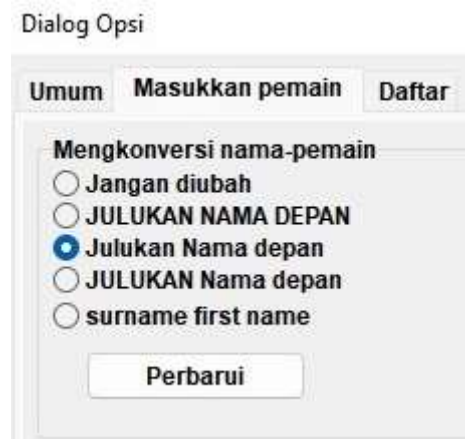 Dialog Opsi
Umum Masukkan pemain Daftar
Mengkonversi nama-pemain
Jangan diubah
JULUKAN NAMA DEPAN
Julukan Nama depan
JULUKAN Nama depan
surname first name
Perbarui